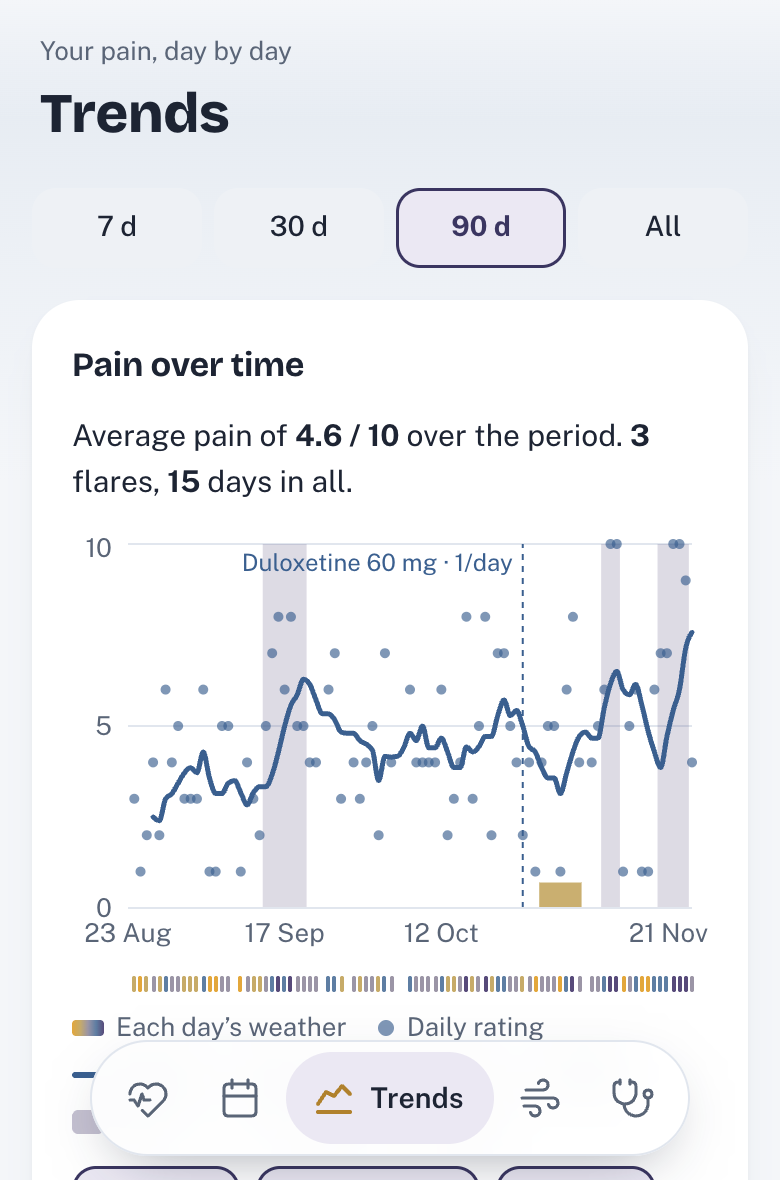 Your pain, day by day
Trends
7 d
30 d
90 d
All
Pain over time
Average pain of 4.6 / 10 over the period. 3
flares, 15 days in all.
10
Duloxetine 60 mg · 1/day
5
0
23 Aug
17 Sep
12 Oct
21 Nov
Each day’s weather
Daily rating
Trends